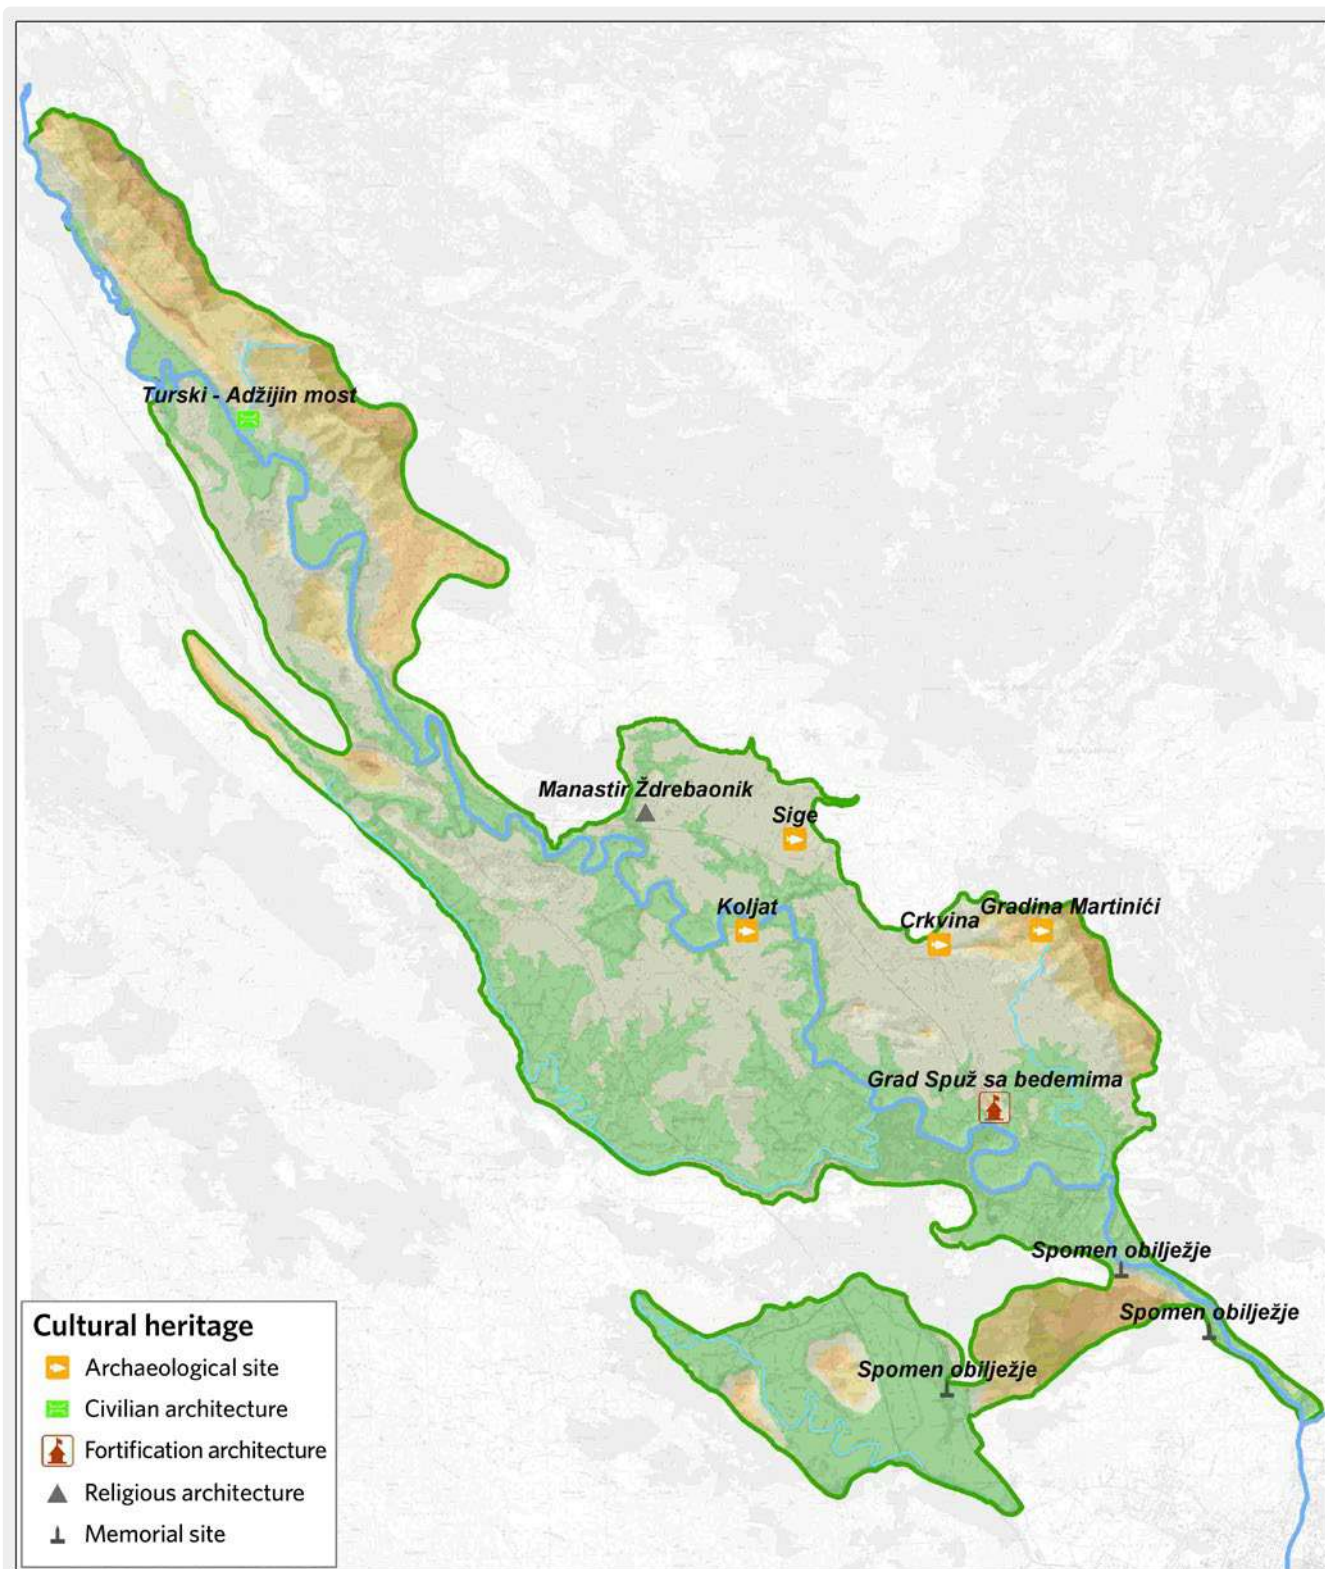 Turski - Adžijin most
Manastir Ždrebaonik
Sige
Koljat
Crkvina
Gradina Martinići
Grad Spuž sa bedemima
Spomen obilježje
Spomen obilježje
Spomen obilježje
Cultural heritage
Archaeological site
Civilian architecture
Fortification architecture
Religious architecture
Memorial site